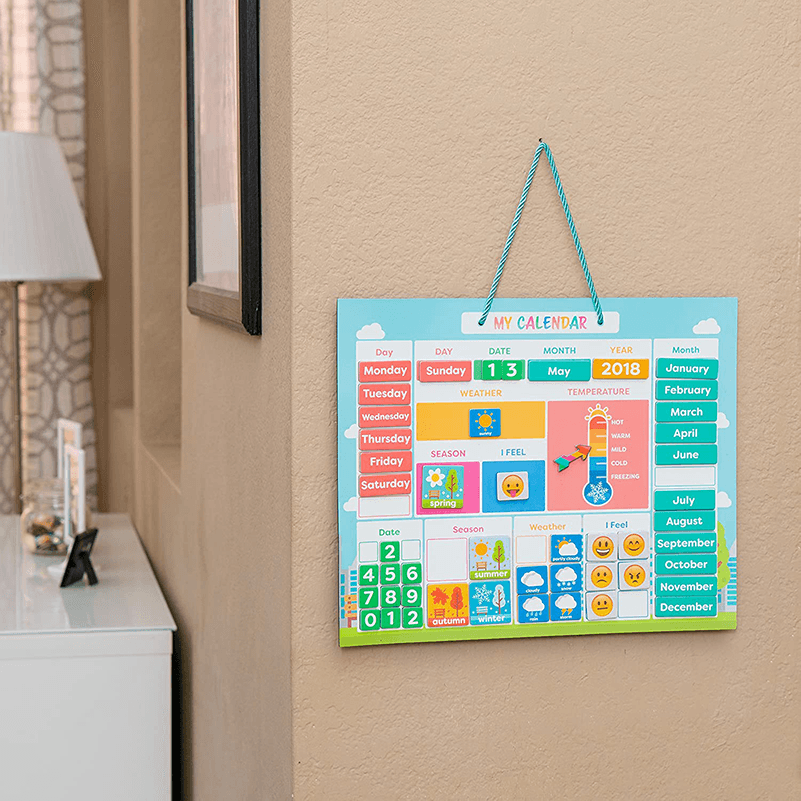 MY CALENDAR
Day
Monday
Tuesday
Wednesday
Thursday
Friday
Saturday
DAY DATE MONTH YEAR
Sunday 1 3 May 2018
WEATHER
sunny
TEMPERATURE
HOT
WARM
MILD
COLD
FREEZING
SEASON
spring
I FEEL
Month
January
February
March
April
June
July
August
September
October
November
December
Date
2
4 5 6
7 8 9
0 1 2
Season
summer
autumn
winter
Weather
partly cloudy
cloudy
snow
rain
storm
I Feel